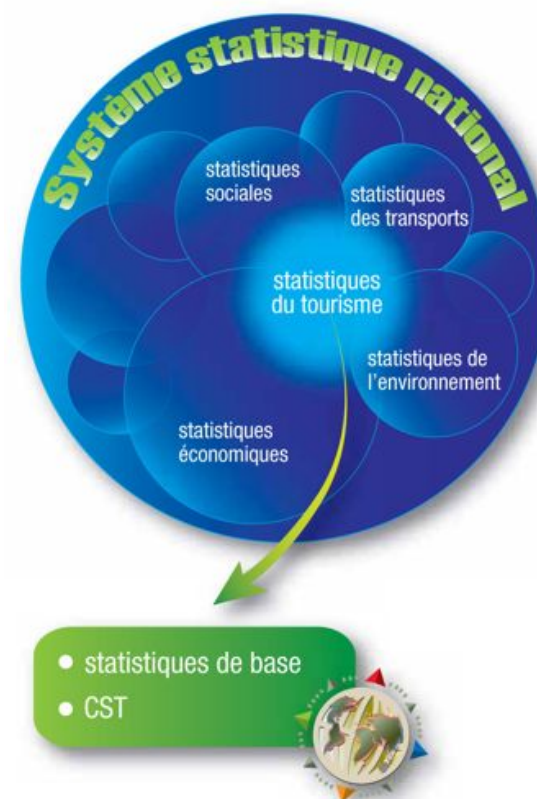 Système statistique national
statistiques
sociales
statistiques
des transports
statistiques
du tourisme
statistiques de
l'environnement
statistiques
économiques
• statistiques de base
• CST